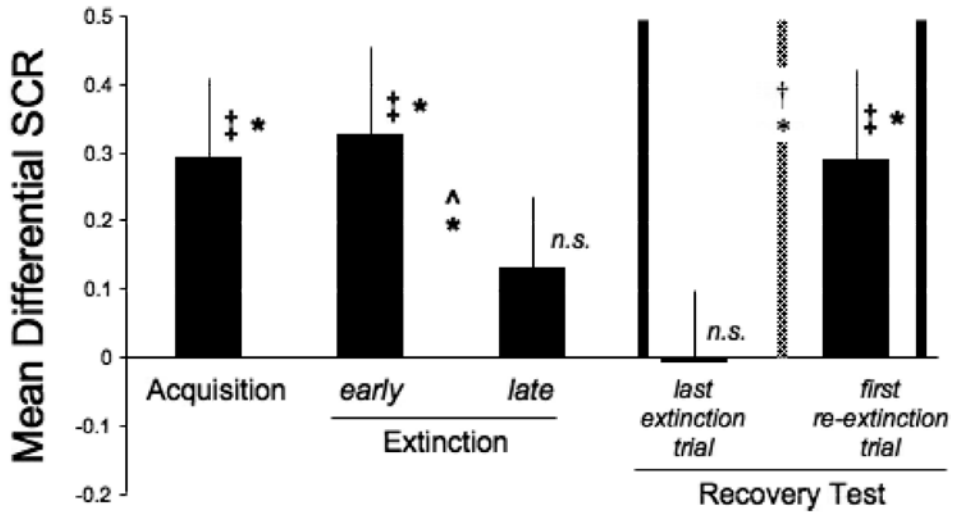 Mean Differential SCR
0.5
0.4
0.3
0.2
0.1
0
-0.1
-0.2
‡ *
‡ *
^
*
n.s.
n.s.
†
*
‡ *
Acquisition
early
late
Extinction
last
extinction
trial
first
re-extinction
trial
Recovery Test